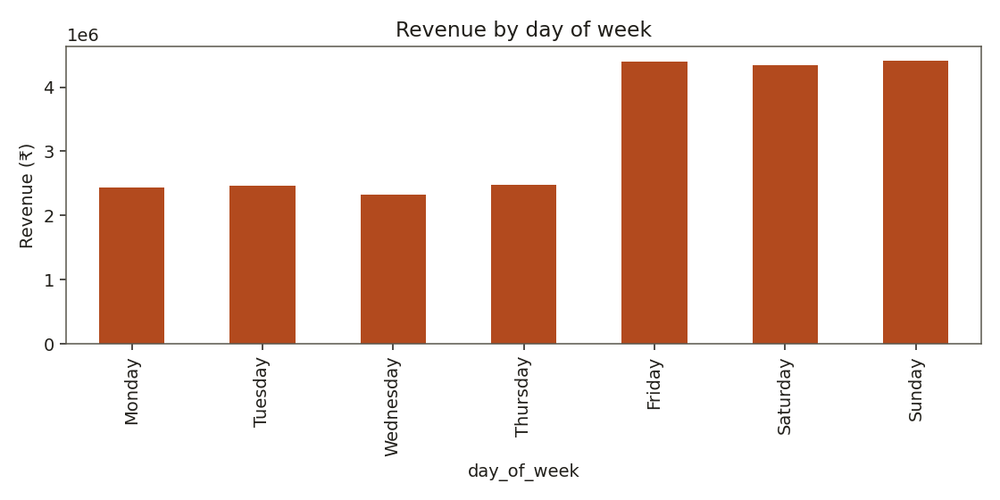 Revenue by day of week
1e6
Revenue (₹)
4
3
2
1
0
Monday
Tuesday
Wednesday
Thursday
Friday
Saturday
Sunday
day_of_week